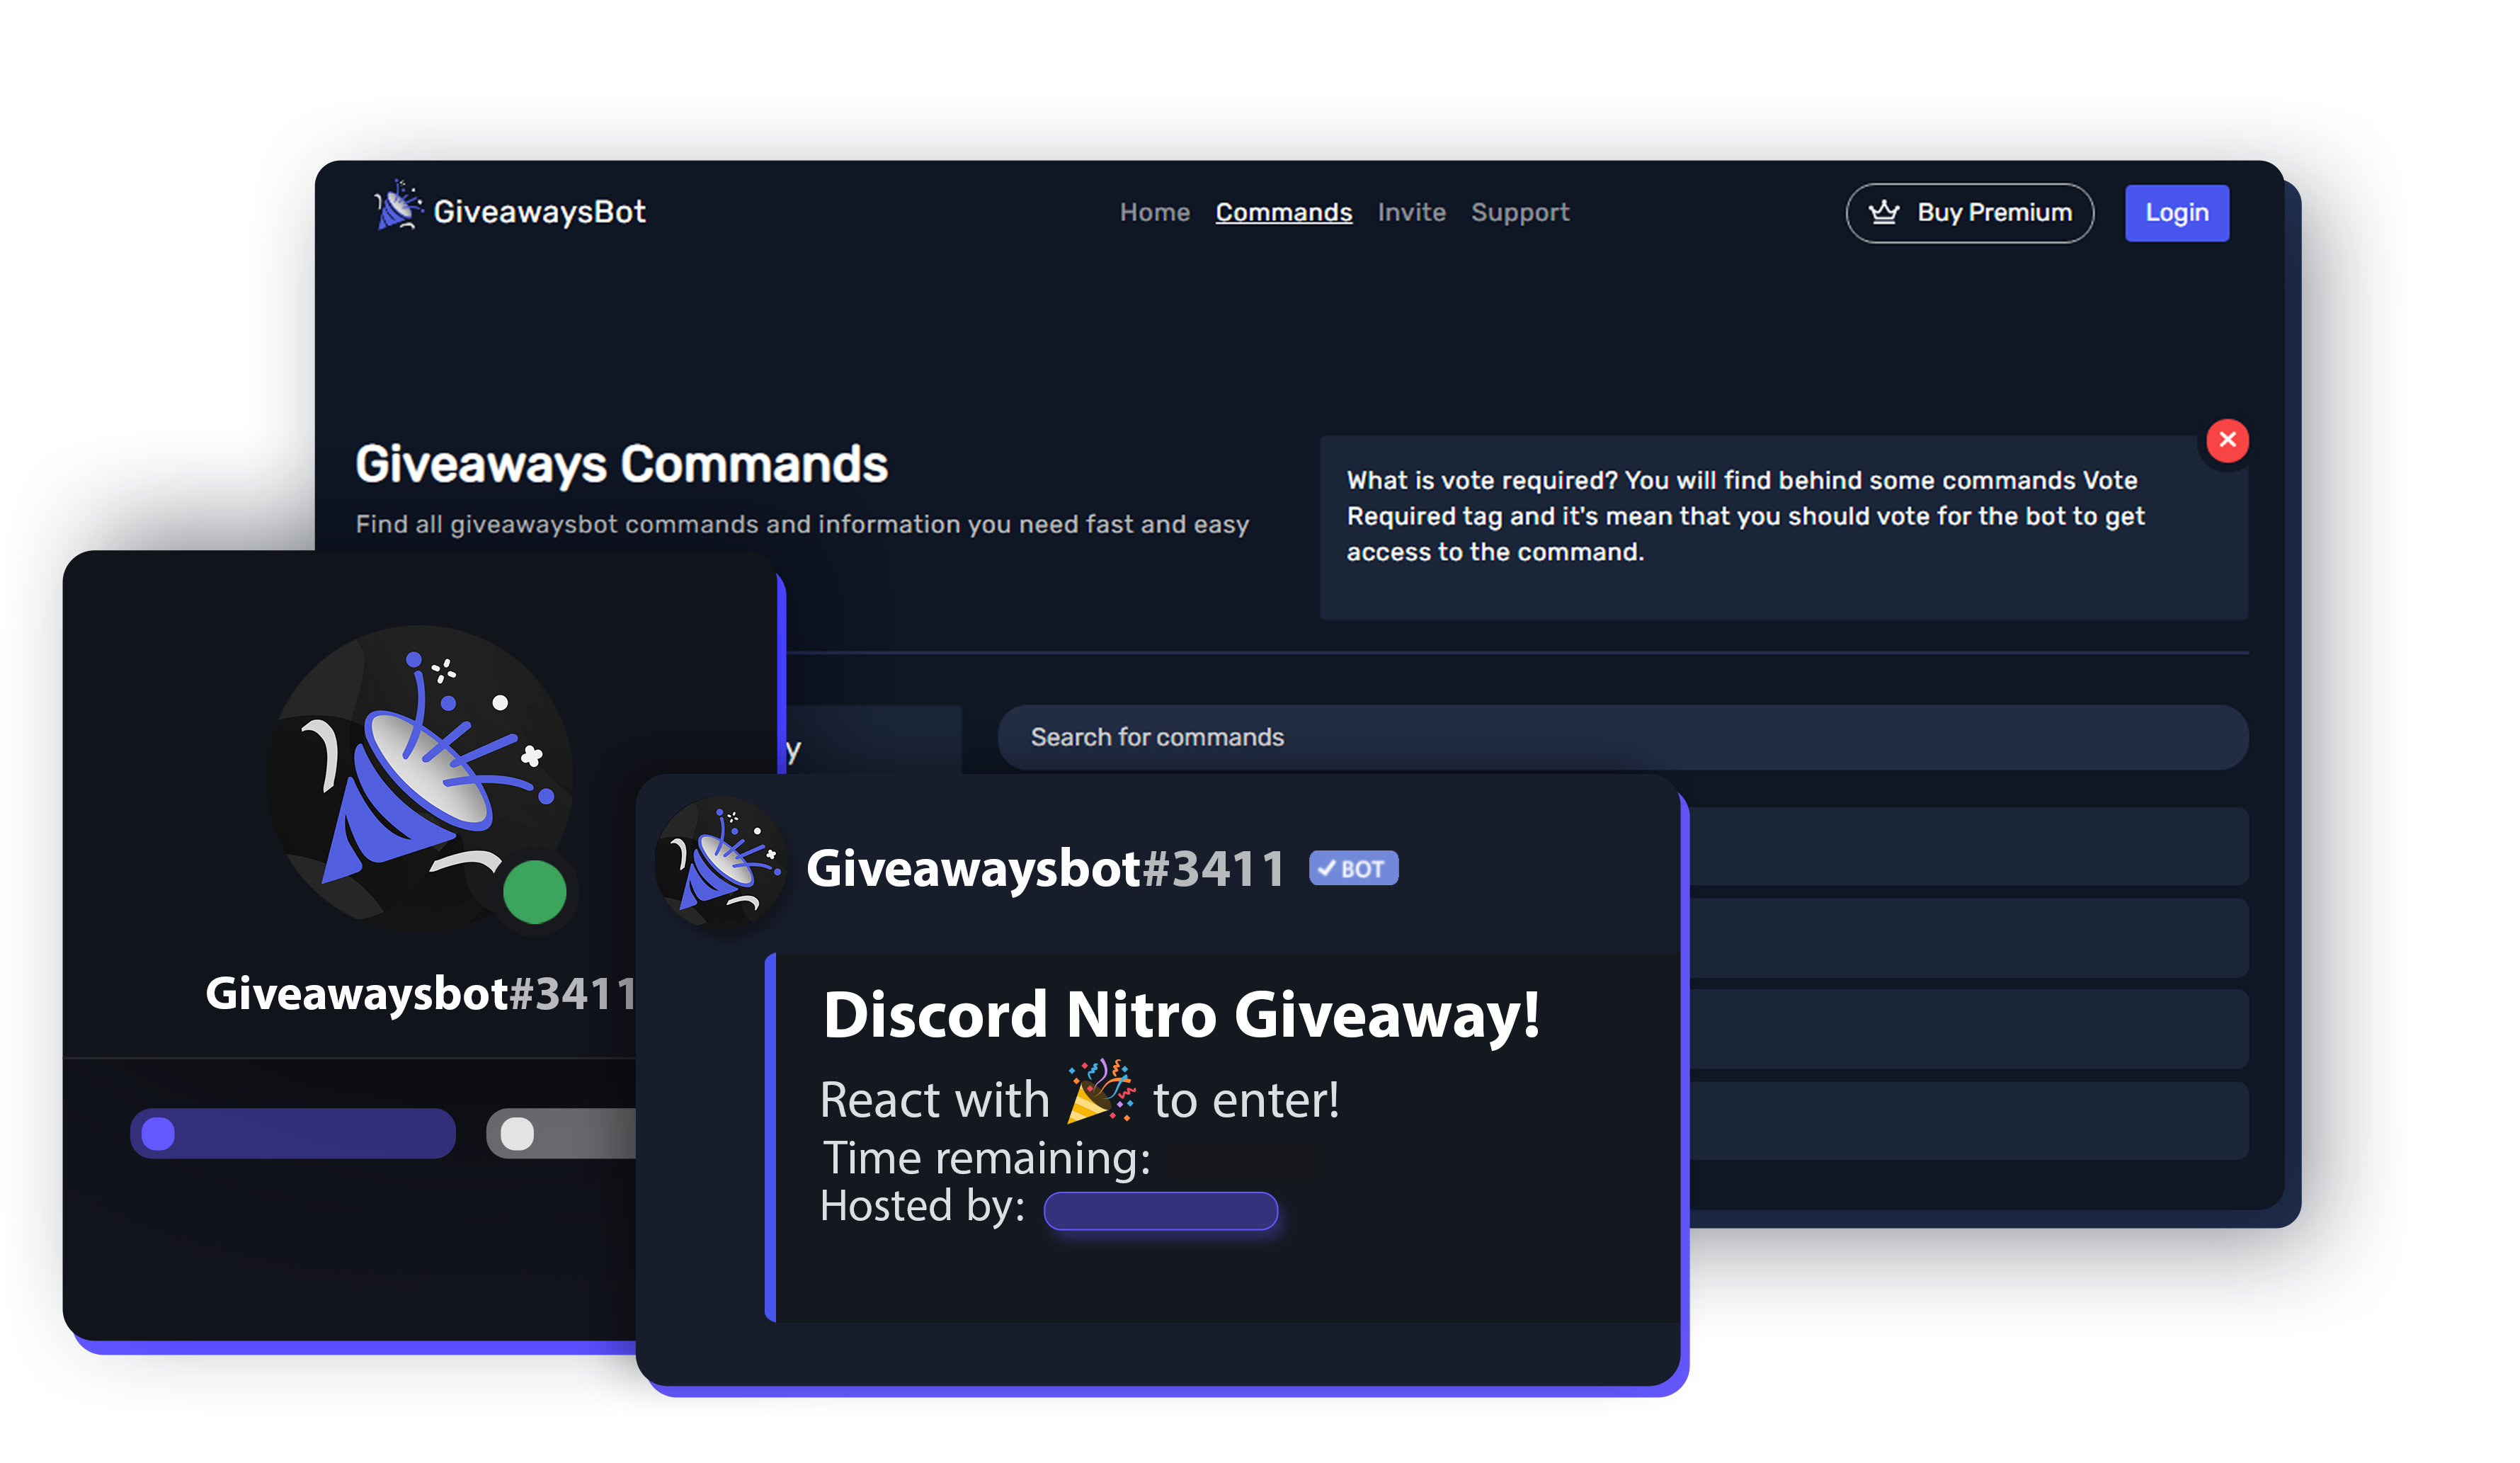 GiveawaysBot
Home Commands Invite Support
Buy Premium
Login
Giveaways Commands
Find all giveawaysbot commands and information you need fast and easy
What is vote required? You will find behind some commands Vote
Required tag and it's mean that you should vote for the bot to get
access to the command.
y
Search for commands
Giveawaysbot#3411
Giveawaysbot#3411 ✓ BOT
Discord Nitro Giveaway!
React with 🎉 to enter!
Time remaining:
Hosted by: